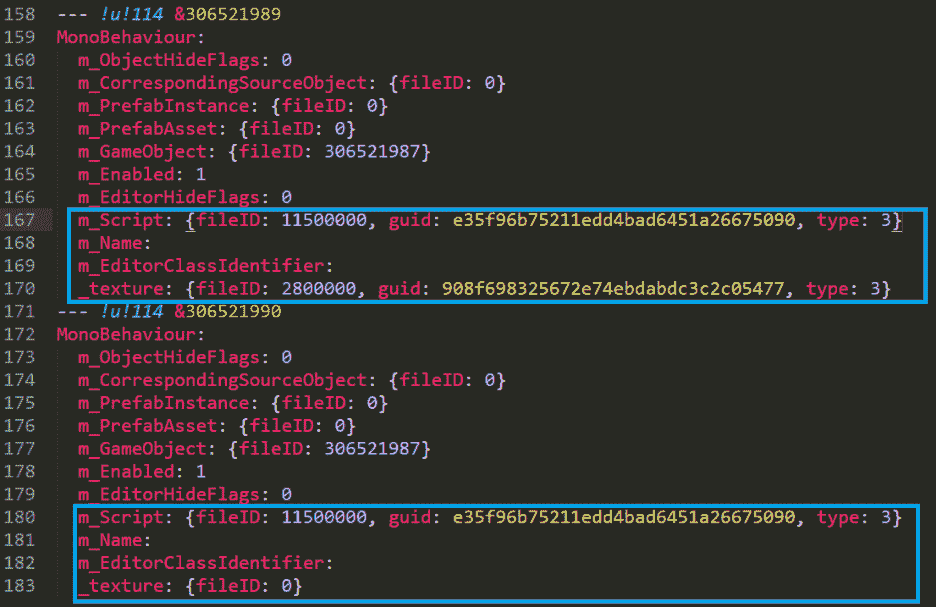 158 --- !u!114 &306521989
159 MonoBehaviour:
160 m_ObjectHideFlags: 0
161 m_CorrespondingSourceObject: {fileID: 0}
162 m_PrefabInstance: {fileID: 0}
163 m_PrefabAsset: {fileID: 0}
164 m_GameObject: {fileID: 306521987}
165 m_Enabled: 1
166 m_EditorHideFlags: 0
167 m_Script: {fileID: 11500000, guid: e35f96b75211edd4bad6451a26675090, type: 3}
168 m_Name:
169 m_EditorClassIdentifier:
170 _texture: {fileID: 2800000, guid: 908f698325672e74ebdabdc3c2c05477, type: 3}
171 --- !u!114 &306521990
172 MonoBehaviour:
173 m_ObjectHideFlags: 0
174 m_CorrespondingSourceObject: {fileID: 0}
175 m_PrefabInstance: {fileID: 0}
176 m_PrefabAsset: {fileID: 0}
177 m_GameObject: {fileID: 306521987}
178 m_Enabled: 1
179 m_EditorHideFlags: 0
180 m_Script: {fileID: 11500000, guid: e35f96b75211edd4bad6451a26675090, type: 3}
181 m_Name:
182 m_EditorClassIdentifier:
183 _texture: {fileID: 0}